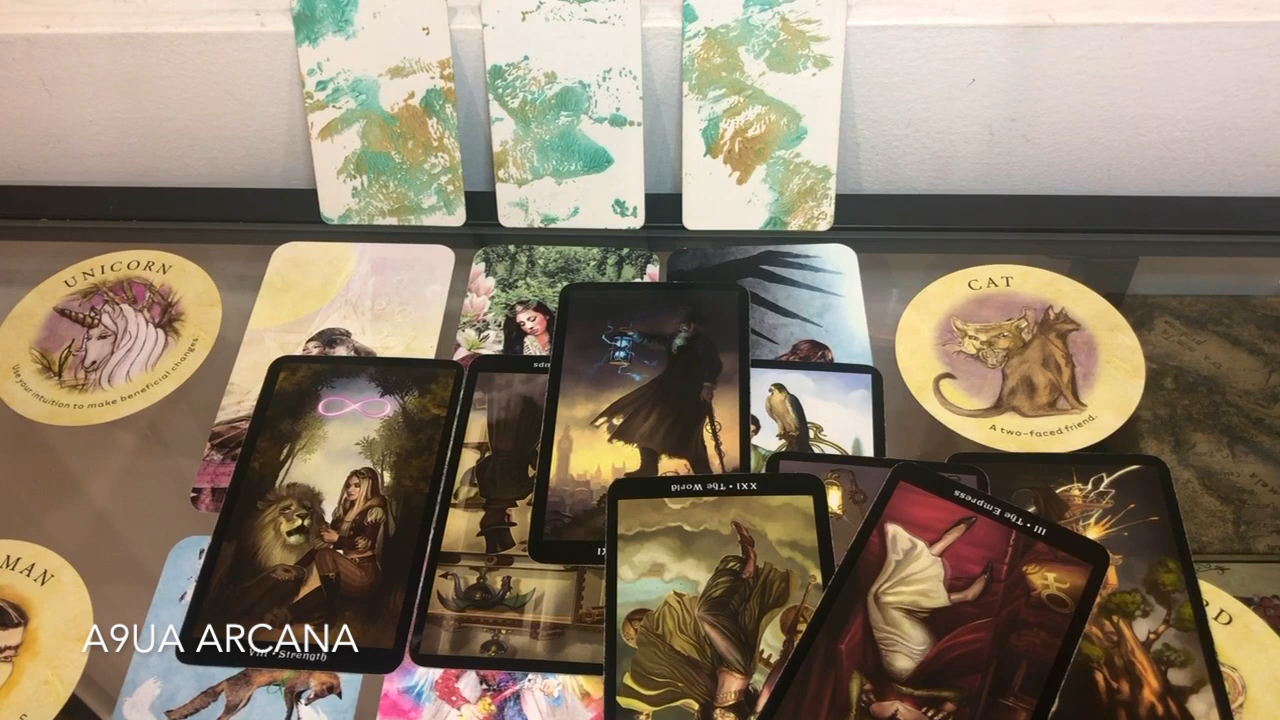 UNICORN
Use your intuition to make beneficial changes.
CAT
A two-faced friend.
XXI • The World
III • The Empress
MAN
A9UA ARCANA
VIII • Strength